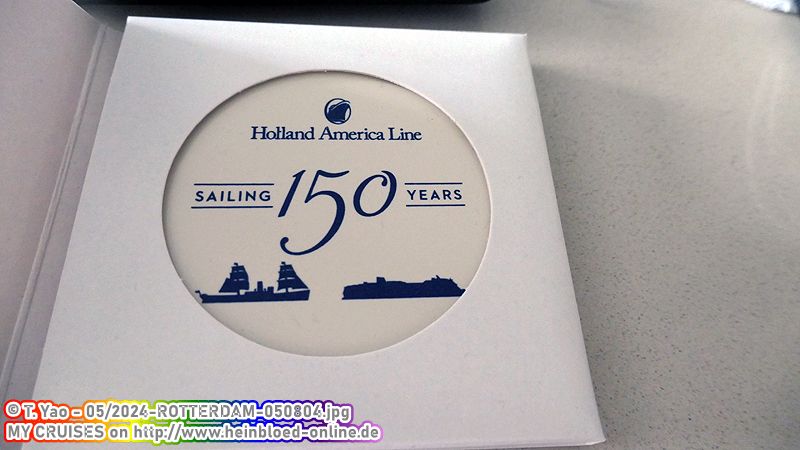 Holland America Line
SAILING 150 YEARS
© T. Yao - 05/2024-ROTTERDAM-050804.jpg
MY CRUISES on http://www.heinbloed-online.de